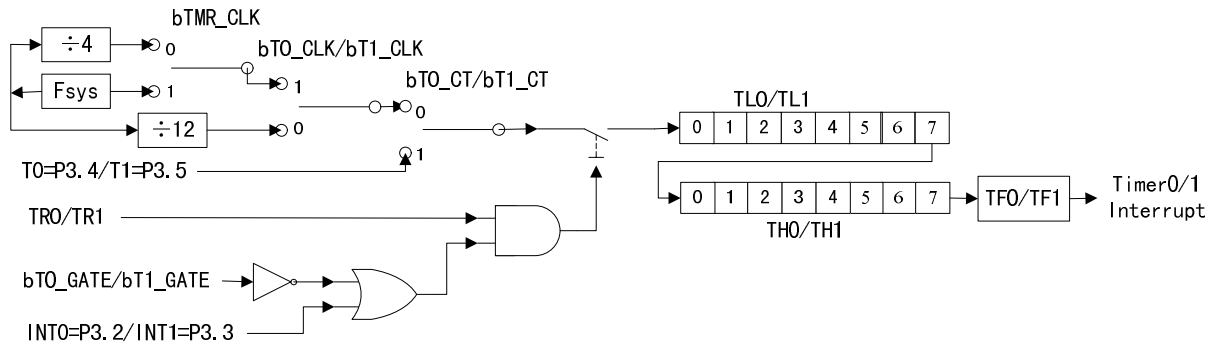 bTMR_CLK
÷4
0
bT0_CLK/bT1_CLK
Fsys
1
1
bT0_CT/bT1_CT
0
÷12
0
TL0/TL1
0 1 2 3 4 5 6 7
1
T0=P3.4/T1=P3.5
0 1 2 3 4 5 6 7
TF0/TF1
Timer0/1
Interrupt
TH0/TH1
TR0/TR1
bT0_GATE/bT1_GATE
INT0=P3.2/INT1=P3.3